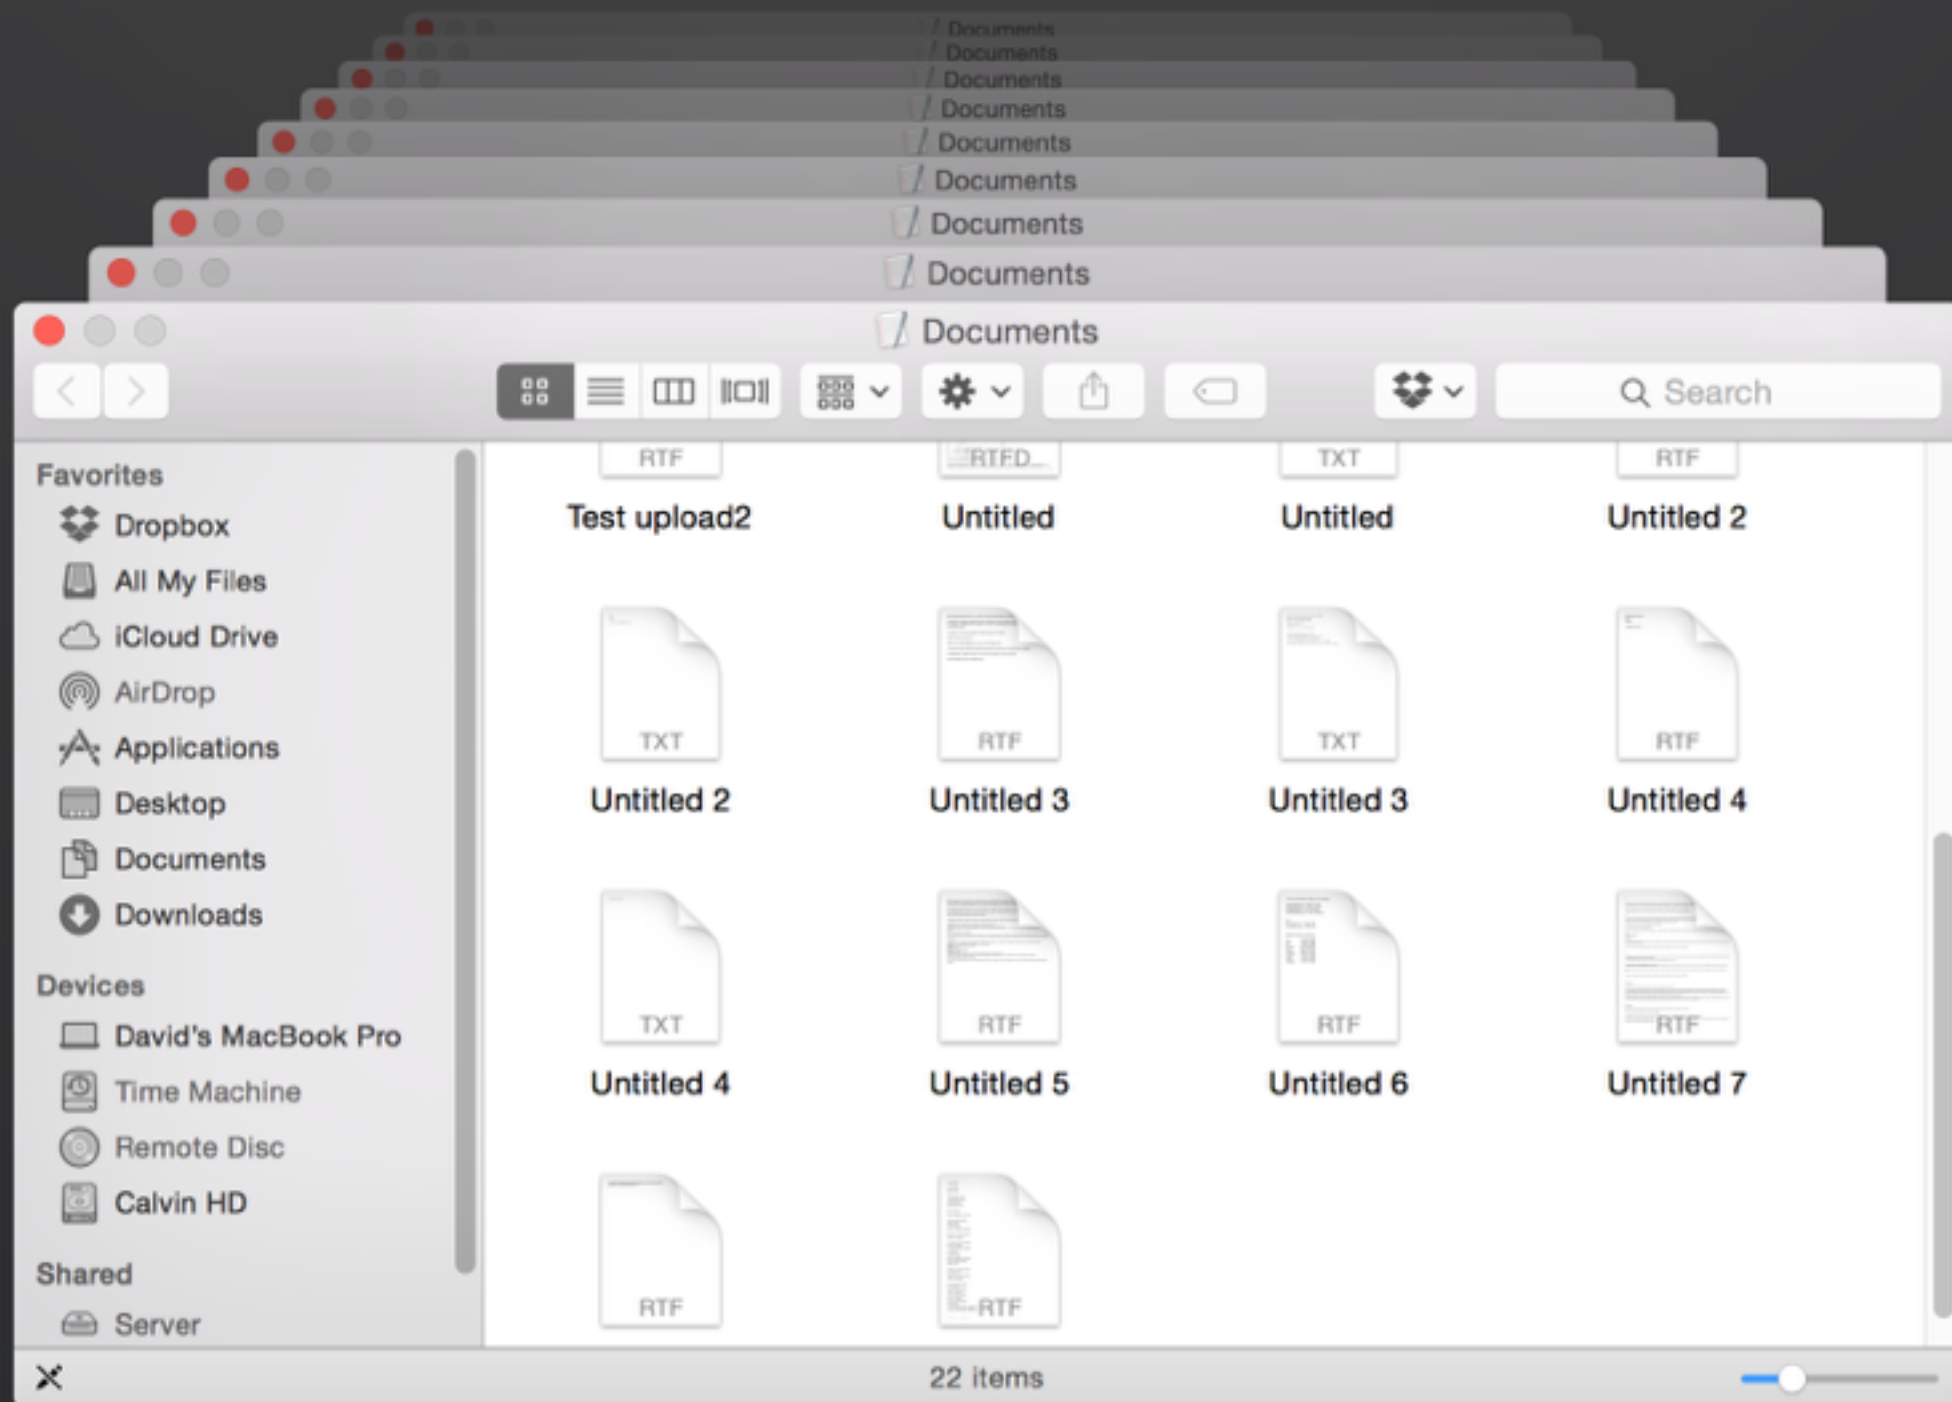 Documents
Documents
Documents
Documents
Documents
Documents
Documents
Documents
Documents
Search
Favorites
Dropbox
All My Files
iCloud Drive
AirDrop
Applications
Desktop
Documents
Downloads
Devices
David's MacBook Pro
Time Machine
Remote Disc
Calvin HD
Shared
Server
RTF RTFD TXT RTF
Test upload2 Untitled Untitled Untitled 2
TXT RTF TXT RTF
Untitled 2 Untitled 3 Untitled 3 Untitled 4
TXT RTF RTF RTF
Untitled 4 Untitled 5 Untitled 6 Untitled 7
RTF RTF
22 items